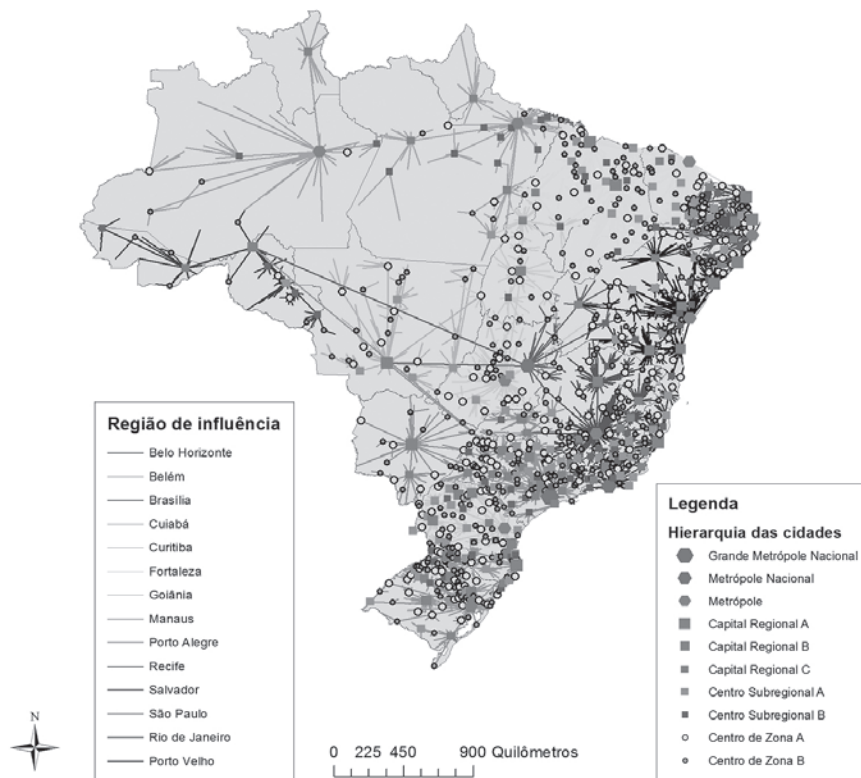 Região de influência
Belo Horizonte
Belém
Brasília
Cuiabá
Curitiba
Fortaleza
Goiânia
Manaus
Porto Alegre
Recife
Salvador
São Paulo
Rio de Janeiro
Porto Velho
N
0 225 450 900 Quilômetros
Legenda
Hierarquia das cidades
Grande Metrópole Nacional
Metrópole Nacional
Metrópole
Capital Regional A
Capital Regional B
Capital Regional C
Centro Subregional A
Centro Subregional B
Centro de Zona A
Centro de Zona B